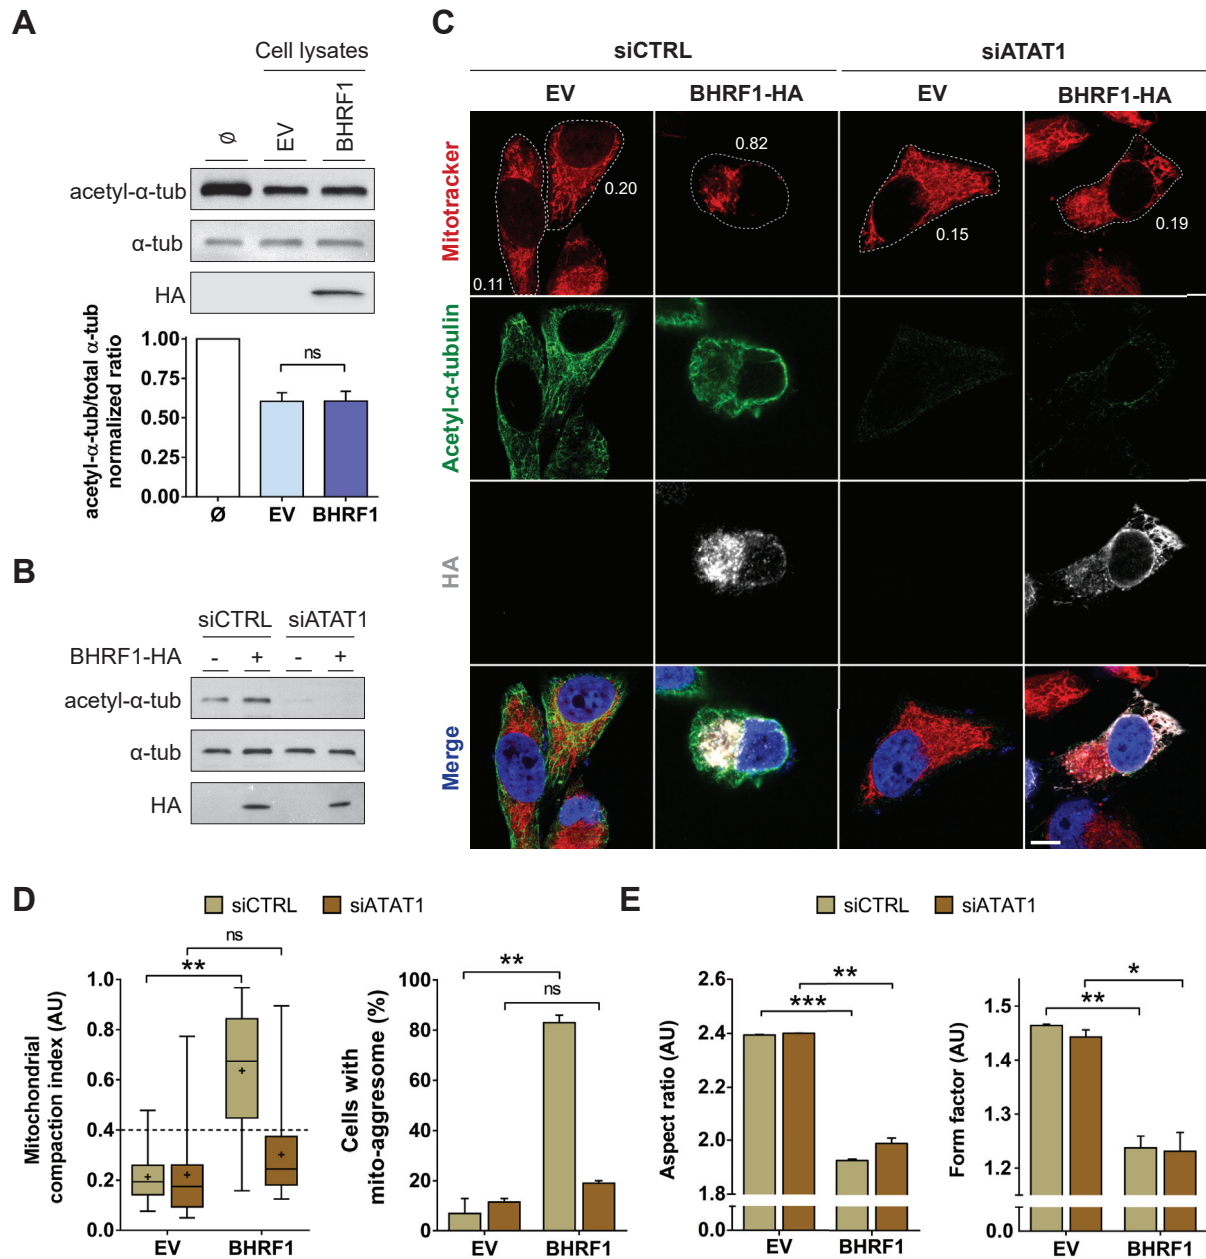 A
Cell lysates
Ø
EV
BHRF1
acetyl-α-tub
α-tub
HA
acetyl-α-tub/total α-tub
normalized ratio
1.00
0.75
0.50
0.25
0.00
ns
Ø
EV
BHRF1
B
siCTRL
siATAT1
BHRF1-HA
-
+
-
+
acetyl-α-tub
α-tub
HA
C
siCTRL
siATAT1
EV
BHRF1-HA
EV
BHRF1-HA
Mitotracker
0.11
0.20
0.82
0.15
0.19
Acetyl-α-tubulin
HA
Merge
D
siCTRL
siATAT1
Mitochondrial
compaction index (AU)
1.0
0.8
0.6
0.4
0.2
0.0
ns
**
EV
BHRF1
Cells with
mito-aggresome (%)
100
80
60
40
20
0
**
ns
EV
BHRF1
E
siCTRL
siATAT1
Aspect ratio (AU)
2.6
2.4
2.2
2.0
1.8
0.0
**
***
EV
BHRF1
Form factor (AU)
1.5
1.4
1.3
1.2
0.0
*
**
EV
BHRF1